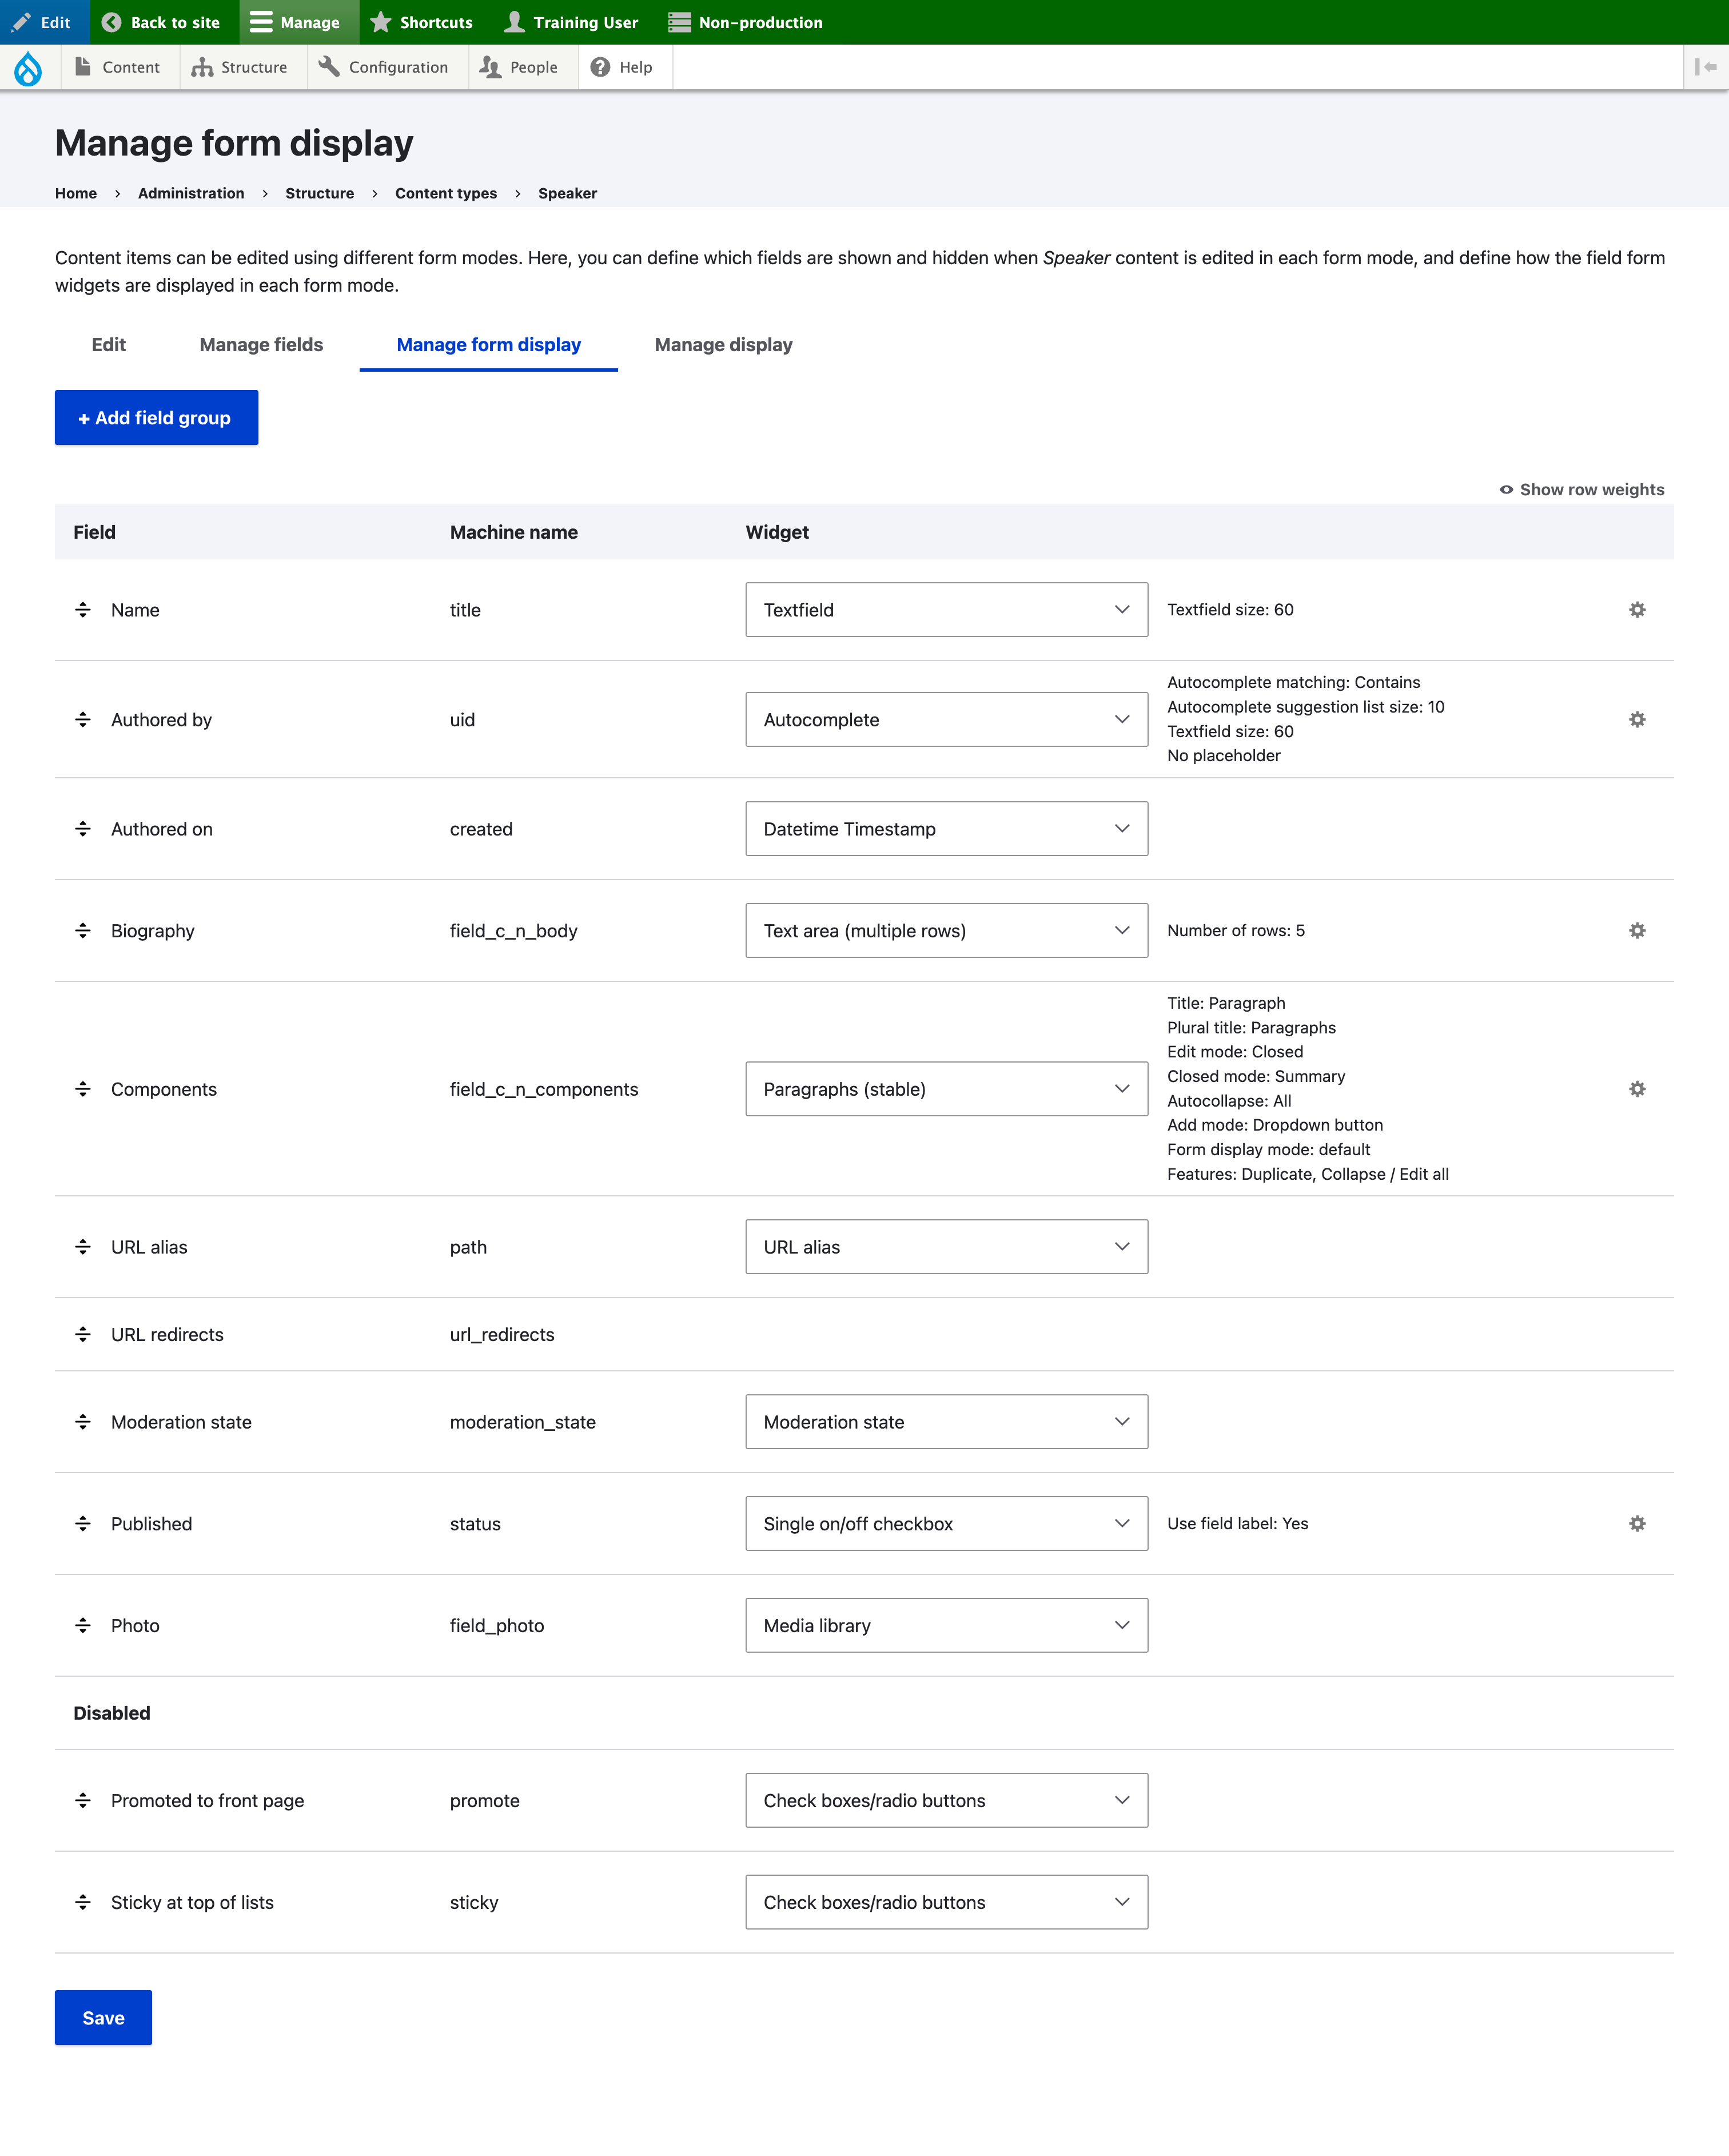 Edit Back to site Manage Shortcuts Training User Non-production
Content Structure Configuration People Help
Manage form display
Home > Administration > Structure > Content types > Speaker
Content items can be edited using different form modes. Here, you can define which fields are shown and hidden when Speaker content is edited in each form mode, and define how the field form
widgets are displayed in each form mode.
Edit Manage fields Manage form display Manage display
+ Add field group
Show row weights
Field Machine name Widget
Name title Textfield Textfield size: 60
Authored by uid Autocomplete
Autocomplete matching: Contains
Autocomplete suggestion list size: 10
Textfield size: 60
No placeholder
Authored on created Datetime Timestamp
Biography field_c_n_body Text area (multiple rows) Number of rows: 5
Components field_c_n_components Paragraphs (stable)
Title: Paragraph
Plural title: Paragraphs
Edit mode: Closed
Closed mode: Summary
Autocollapse: All
Add mode: Dropdown button
Form display mode: default
Features: Duplicate, Collapse / Edit all
URL alias path URL alias
URL redirects url_redirects
Moderation state moderation_state Moderation state
Published status Single on/off checkbox Use field label: Yes
Photo field_photo Media library
Disabled
Promoted to front page promote Check boxes/radio buttons
Sticky at top of lists sticky Check boxes/radio buttons
Save